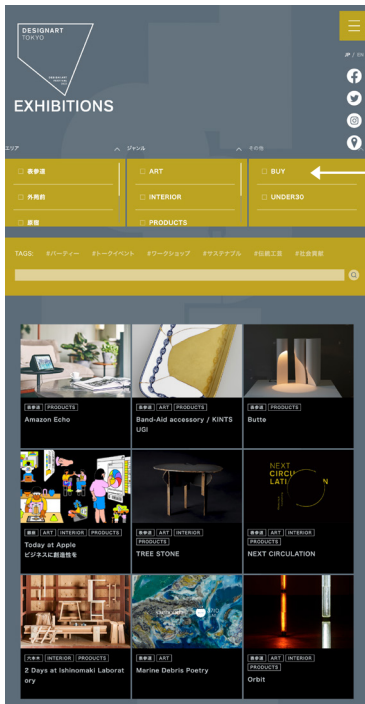 DESIGNART
TOKYO
EXHIBITIONS
JP / EN
エリア
ジャンル
その他
表参道
ART
BUY
外苑前
INTERIOR
UNDER30
原宿
PRODUCTS
TAGS: #パーティー #トークイベント #ワークショップ #サステナブル #伝統工芸 #社会貢献
表参道 PRODUCTS
Amazon Echo
表参道 ART PRODUCTS
Band-Aid accessory / KINTS
UGI
表参道 PRODUCTS
Butte
ART INTERIOR PRODUCTS
Today at Apple
ビジネスに創造性を
表参道 ART INTERIOR
PRODUCTS
TREE STONE
NEXT
CIRCU
LATI N
表参道 ART INTERIOR
PRODUCTS
NEXT CIRCULATION
六本木 INTERIOR PRODUCTS
2 Days at Ishinomaki Laborat
ory
表参道 ART
Marine Debris Poetry
表参道 ART INTERIOR
PRODUCTS
Orbit